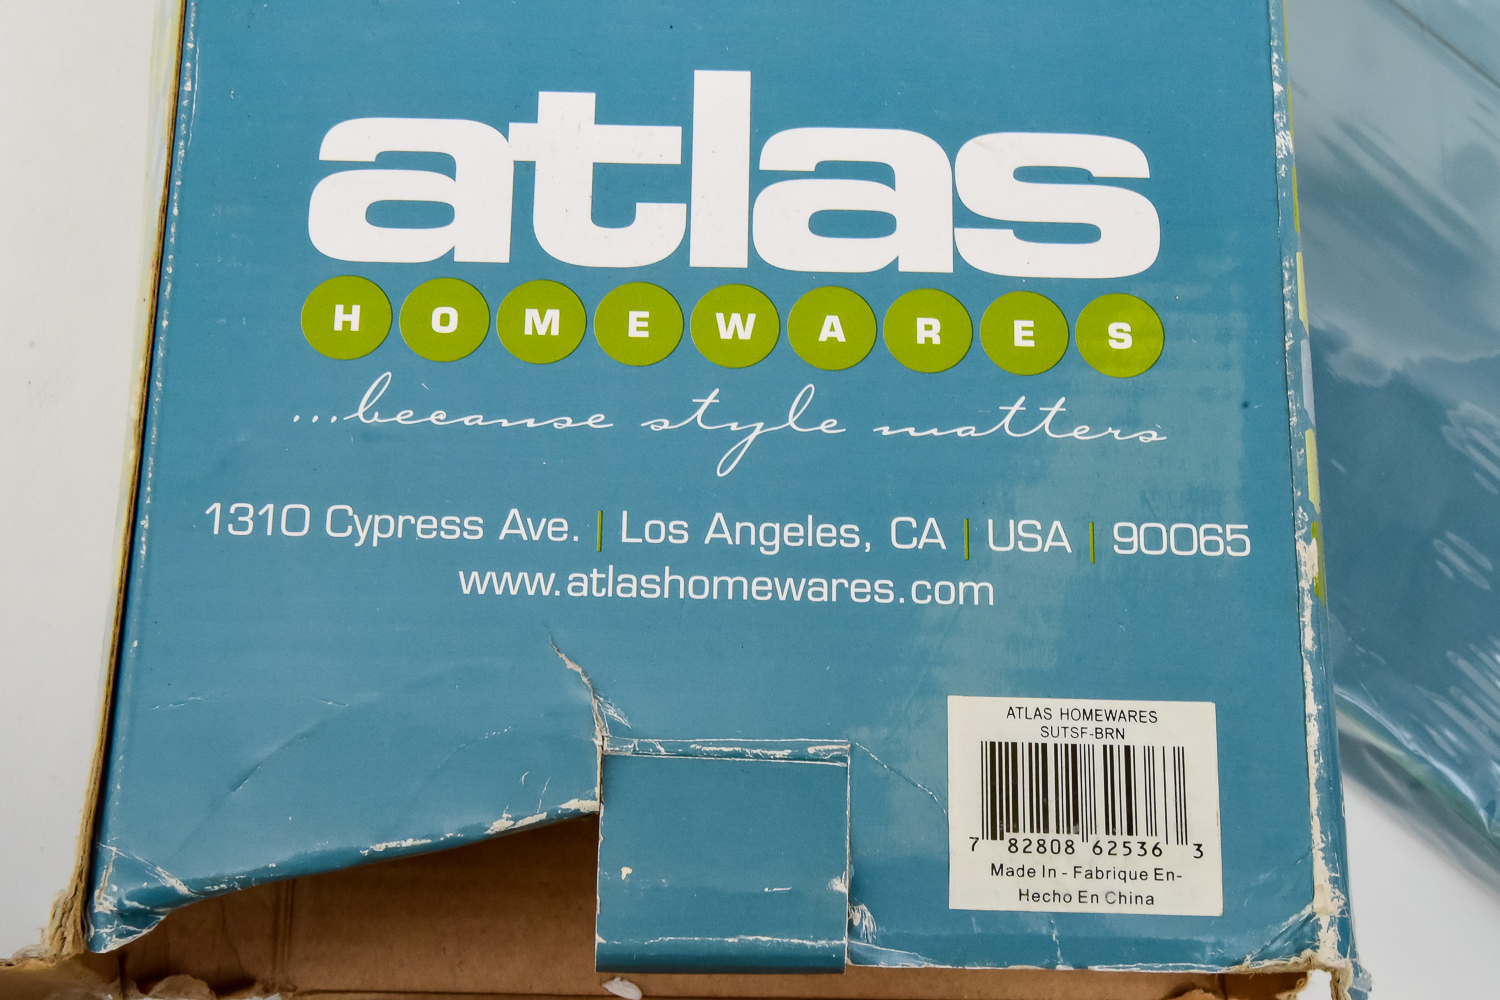 atlas
HOMEWARES
...because style matters
1310 Cypress Ave. | Los Angeles, CA | USA | 90065
www.atlashomewares.com
ATLAS HOMEWARES
SUTSF-BRN
7 82808 62536 3
Made In - Fabrique En-
Hecho En China